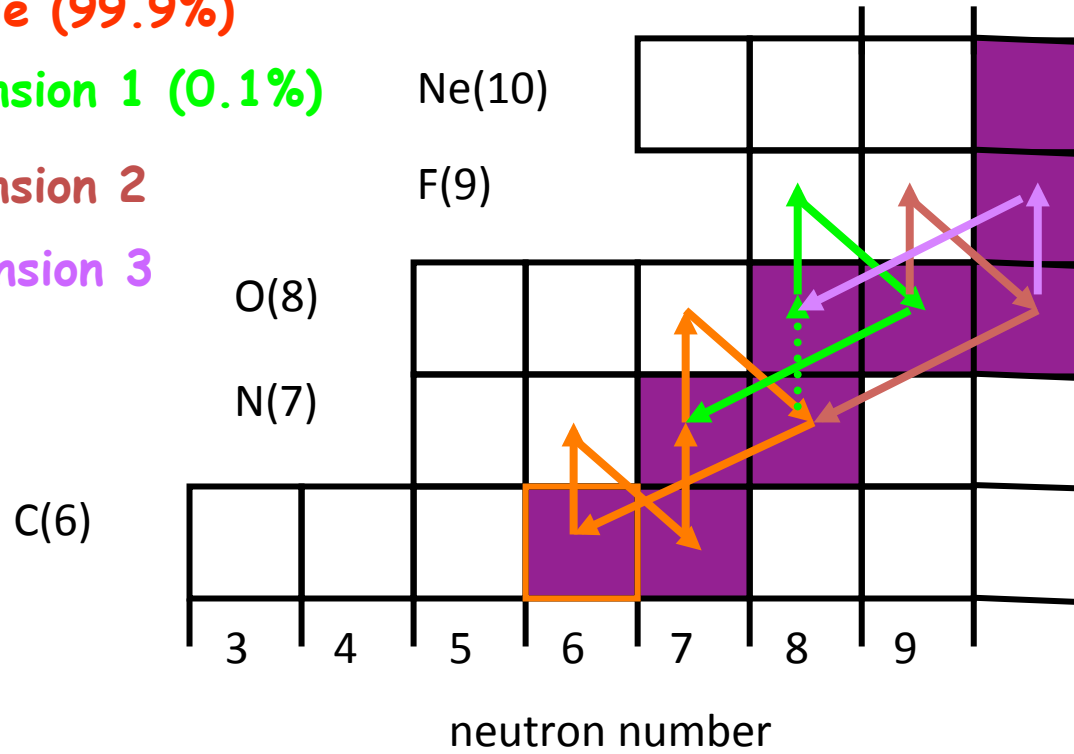 e (99.9%)
nsion 1 (0.1%)
nsion 2
nsion 3
Ne(10)
F(9)
O(8)
N(7)
C(6)
3 4 5 6 7 8 9
neutron number